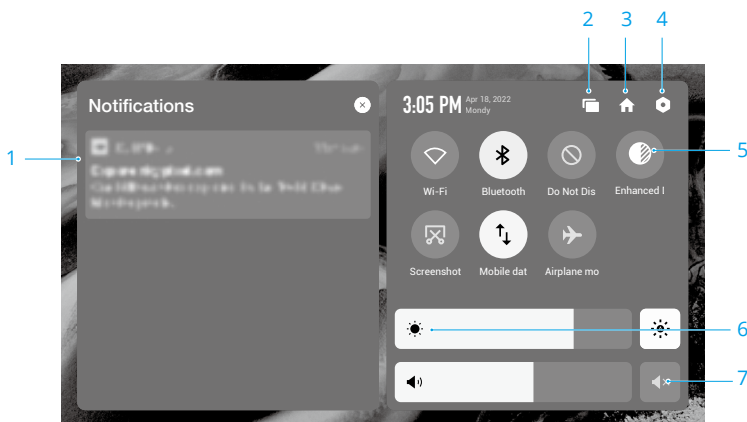 2 3 4
Notifications
3:05 PM Apr 18, 2022
Mondy
1
5
Wi-Fi Bluetooth Do Not Dis Enhanced I
Screenshot Mobile dat Airplane mo
6
7